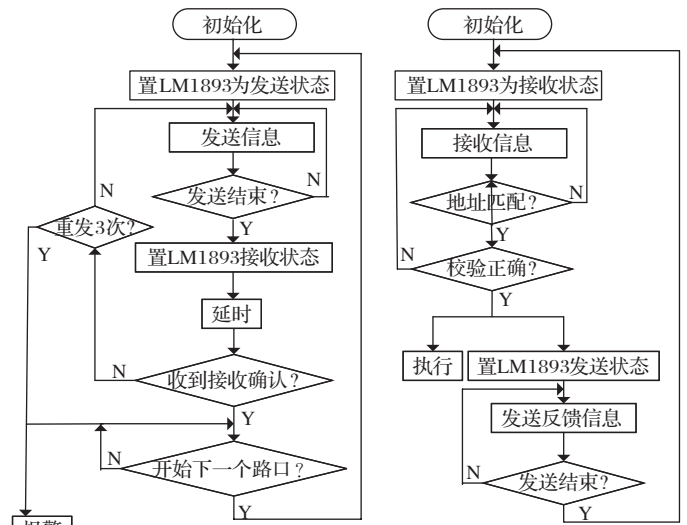 初始化
置LM1893为发送状态
发送信息
发送结束?
N
Y
N
重发3次?
Y
置LM1893接收状态
延时
收到接收确认?
N
Y
开始下一个路口?
N
Y
报警
初始化
置LM1893为接收状态
接收信息
地址匹配?
N
Y
校验正确?
N
Y
执行
置LM1893发送状态
发送反馈信息
发送结束?
N
Y